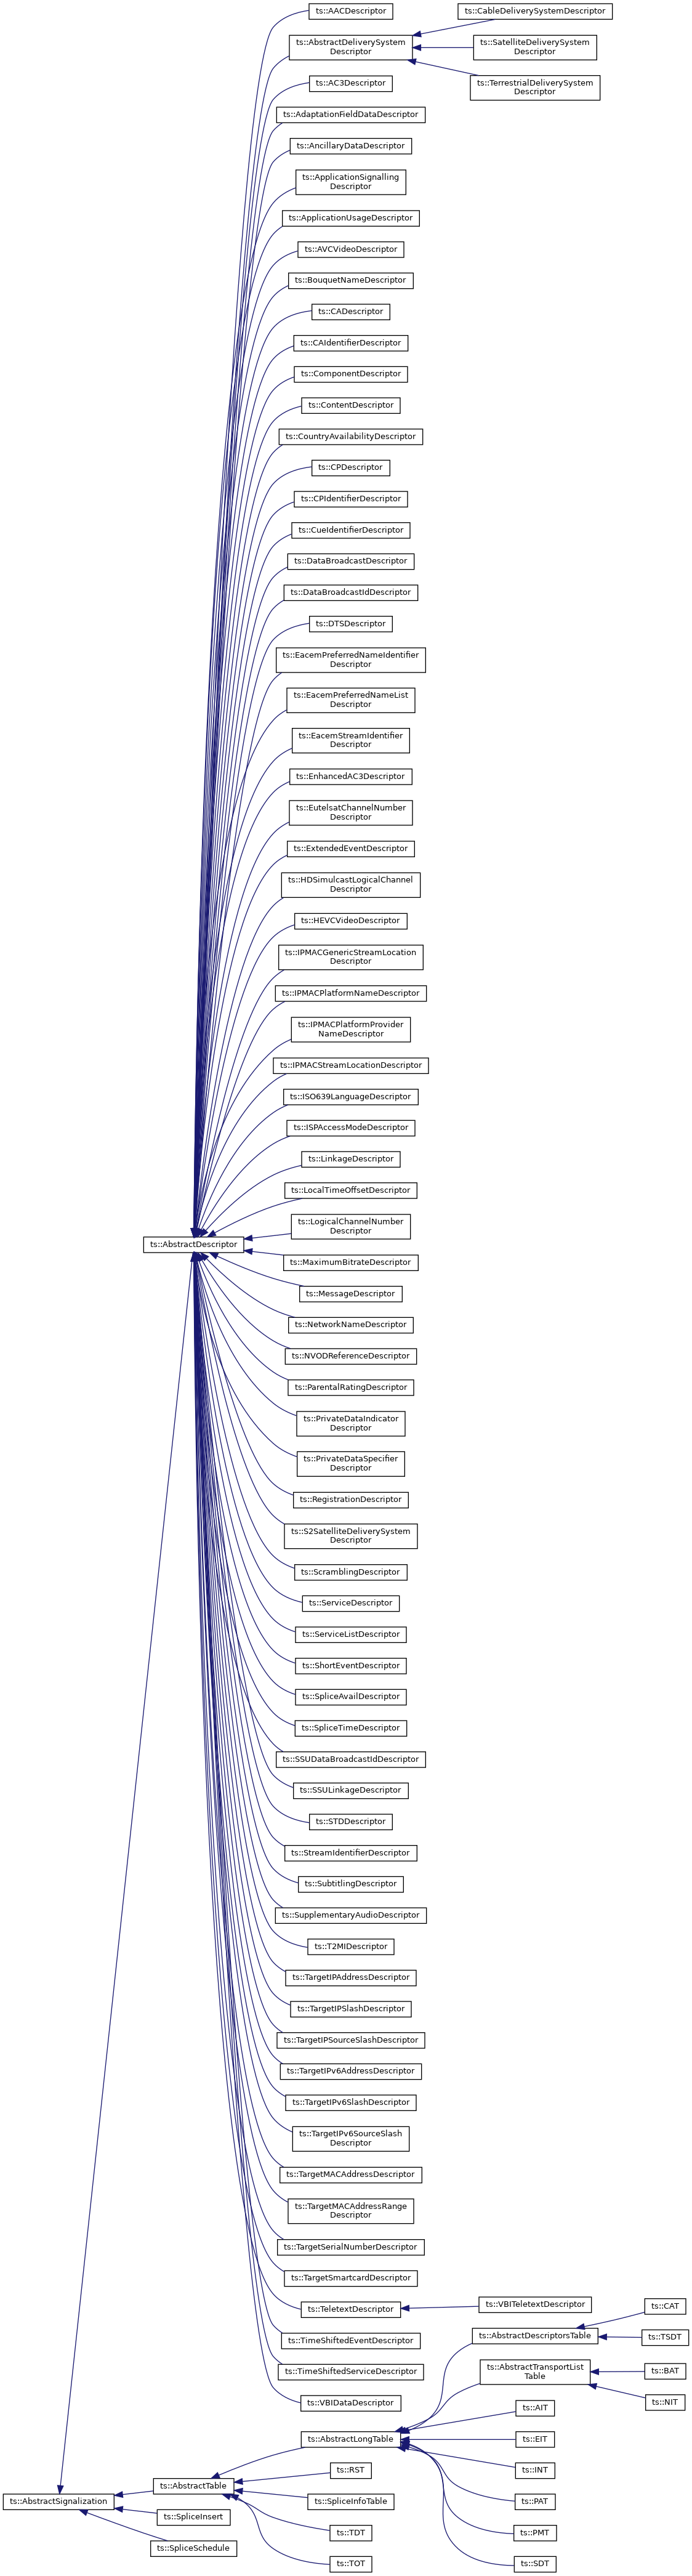 ts::AACDescriptor
ts::CableDeliverySystemDescriptor
ts::AbstractDeliverySystem
Descriptor
ts::SatelliteDeliverySystem
Descriptor
ts::TerrestrialDeliverySystem
Descriptor
ts::AC3Descriptor
ts::AdaptationFieldDataDescriptor
ts::AncillaryDataDescriptor
ts::ApplicationSignalling
Descriptor
ts::ApplicationUsageDescriptor
ts::AVCVideoDescriptor
ts::BouquetNameDescriptor
ts::CADescriptor
ts::CAIdentifierDescriptor
ts::ComponentDescriptor
ts::ContentDescriptor
ts::CountryAvailabilityDescriptor
ts::CPDescriptor
ts::CPIdentifierDescriptor
ts::CueIdentifierDescriptor
ts::DataBroadcastDescriptor
ts::DataBroadcastIdDescriptor
ts::DTSDescriptor
ts::EacemPreferredNameIdentifier
Descriptor
ts::EacemPreferredNameList
Descriptor
ts::EacemStreamIdentifier
Descriptor
ts::EnhancedAC3Descriptor
ts::EutelsatChannelNumber
Descriptor
ts::ExtendedEventDescriptor
ts::HDSimulcastLogicalChannel
Descriptor
ts::HEVCVideoDescriptor
ts::IPMACGenericStreamLocation
Descriptor
ts::IPMACPlatformNameDescriptor
ts::IPMACPlatformProvider
NameDescriptor
ts::IPMACStreamLocationDescriptor
ts::ISO639LanguageDescriptor
ts::ISPAccessModeDescriptor
ts::LinkageDescriptor
ts::LocalTimeOffsetDescriptor
ts::LogicalChannelNumber
Descriptor
ts::AbstractDescriptor
ts::MaximumBitrateDescriptor
ts::MessageDescriptor
ts::NetworkNameDescriptor
ts::NVODReferenceDescriptor
ts::ParentalRatingDescriptor
ts::PrivateDataIndicator
Descriptor
ts::PrivateDataSpecifier
Descriptor
ts::RegistrationDescriptor
ts::S2SatelliteDeliverySystem
Descriptor
ts::ScramblingDescriptor
ts::ServiceDescriptor
ts::ServiceListDescriptor
ts::ShortEventDescriptor
ts::SpliceAvailDescriptor
ts::SpliceTimeDescriptor
ts::SSUDataBroadcastIdDescriptor
ts::SSULinkageDescriptor
ts::STDDescriptor
ts::StreamIdentifierDescriptor
ts::SubtitlingDescriptor
ts::SupplementaryAudioDescriptor
ts::T2MIDescriptor
ts::TargetIPAddressDescriptor
ts::TargetIPSlashDescriptor
ts::TargetIPSourceSlashDescriptor
ts::TargetIPv6AddressDescriptor
ts::TargetIPv6SlashDescriptor
ts::TargetIPv6SourceSlash
Descriptor
ts::TargetMACAddressDescriptor
ts::TargetMACAddressRange
Descriptor
ts::TargetSerialNumberDescriptor
ts::TargetSmartcardDescriptor
ts::TeletextDescriptor
ts::VBITeletextDescriptor
ts::CAT
ts::AbstractDescriptorsTable
ts::TSDT
ts::TimeShiftedEventDescriptor
ts::AbstractTransportList
Table
ts::BAT
ts::TimeShiftedServiceDescriptor
ts::NIT
ts::VBIDataDescriptor
ts::AIT
ts::AbstractLongTable
ts::EIT
ts::RST
ts::INT
ts::AbstractTable
ts::AbstractSignalization
ts::SpliceInfoTable
ts::PAT
ts::SpliceInsert
ts::TDT
ts::PMT
ts::SpliceSchedule
ts::TOT
ts::SDT